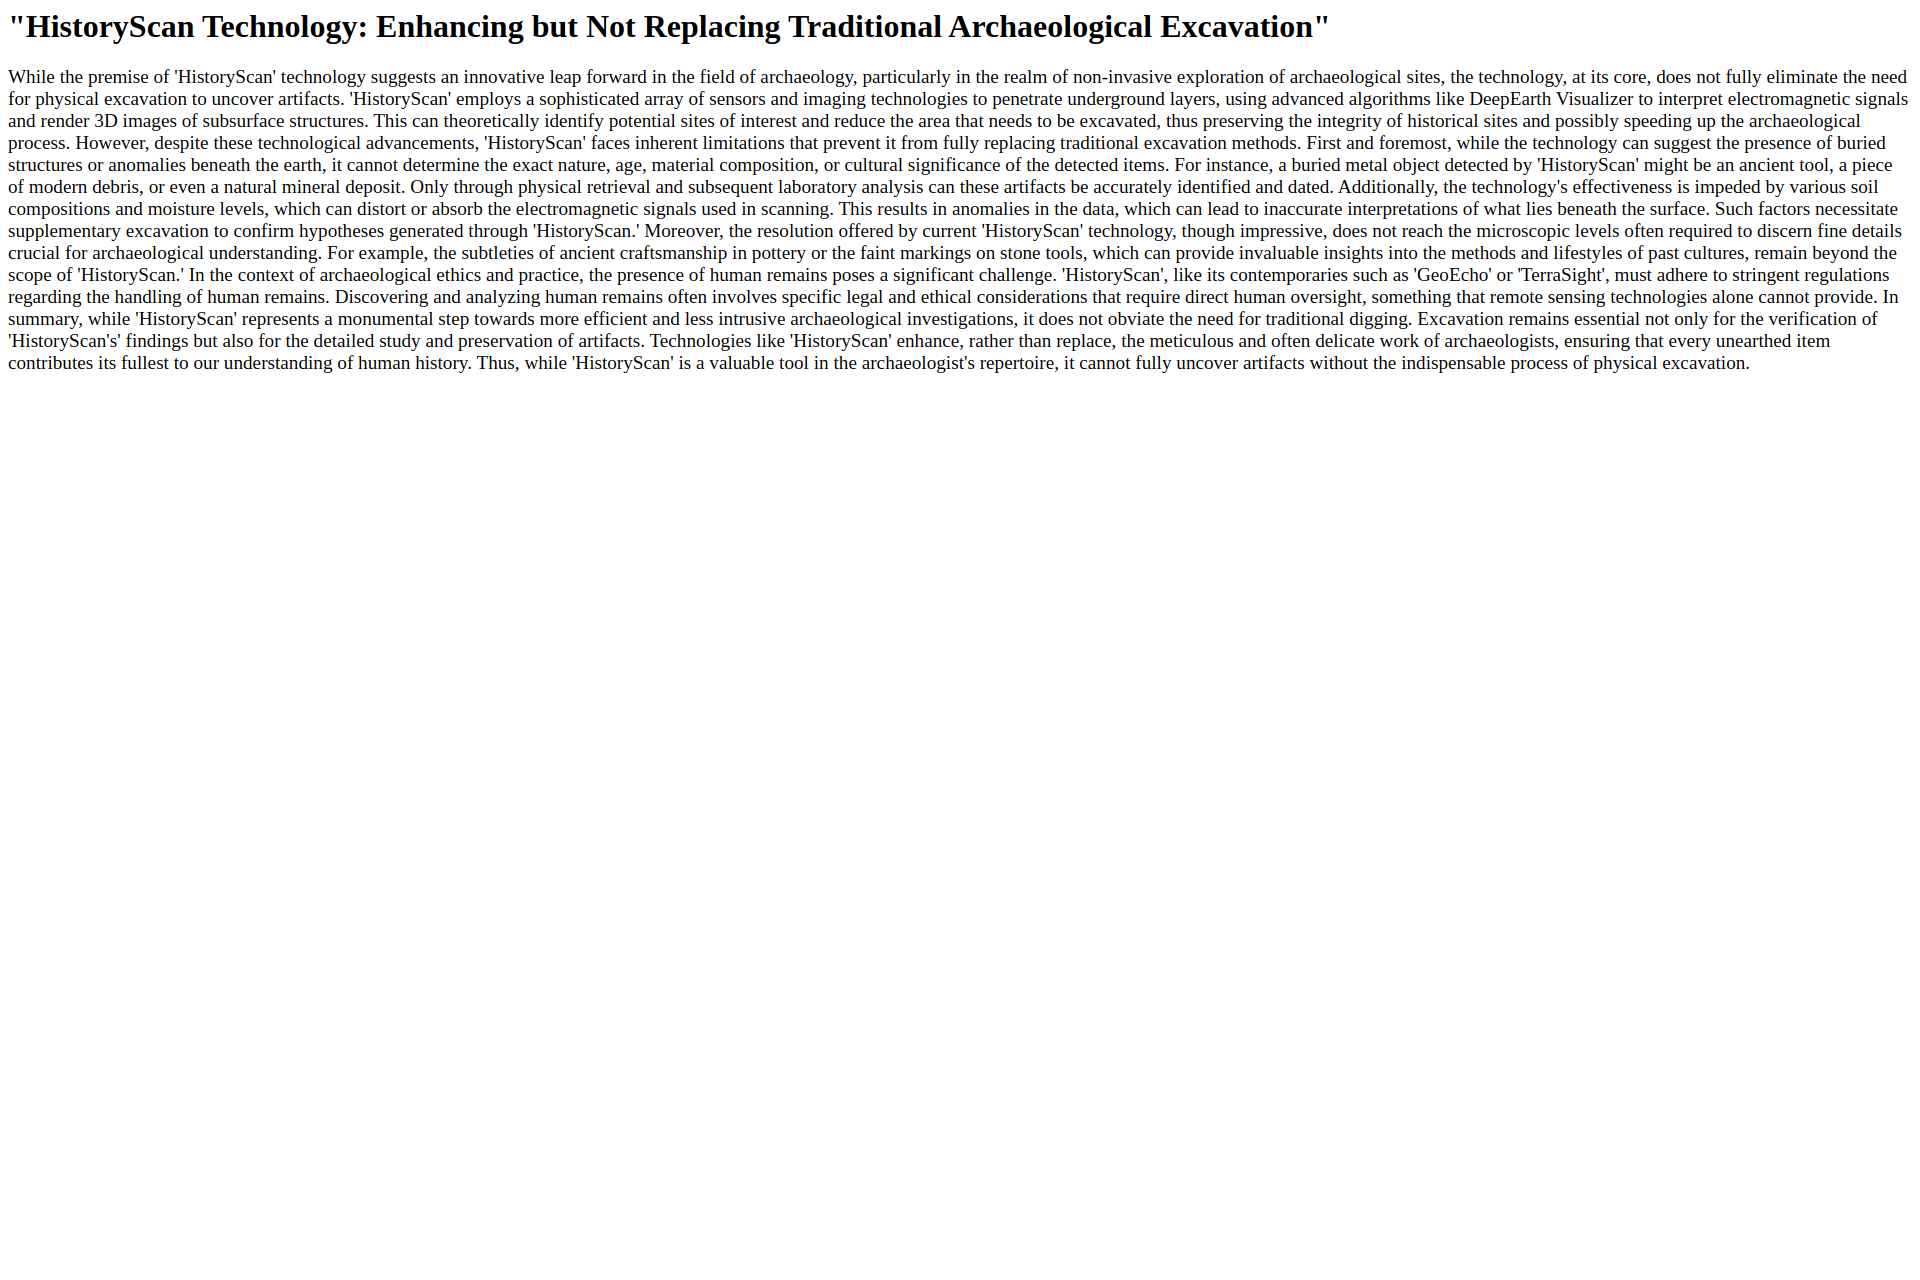 "HistoryScan Technology: Enhancing but Not Replacing Traditional Archaeological Excavation"
While the premise of 'HistoryScan' technology suggests an innovative leap forward in the field of archaeology, particularly in the realm of non-invasive exploration of archaeological sites, the technology, at its core, does not fully eliminate the need
for physical excavation to uncover artifacts. 'HistoryScan' employs a sophisticated array of sensors and imaging technologies to penetrate underground layers, using advanced algorithms like DeepEarth Visualizer to interpret electromagnetic signals
and render 3D images of subsurface structures. This can theoretically identify potential sites of interest and reduce the area that needs to be excavated, thus preserving the integrity of historical sites and possibly speeding up the archaeological
process. However, despite these technological advancements, 'HistoryScan' faces inherent limitations that prevent it from fully replacing traditional excavation methods. First and foremost, while the technology can suggest the presence of buried
structures or anomalies beneath the earth, it cannot determine the exact nature, age, material composition, or cultural significance of the detected items. For instance, a buried metal object detected by 'HistoryScan' might be an ancient tool, a piece
of modern debris, or even a natural mineral deposit. Only through physical retrieval and subsequent laboratory analysis can these artifacts be accurately identified and dated. Additionally, the technology's effectiveness is impeded by various soil
compositions and moisture levels, which can distort or absorb the electromagnetic signals used in scanning. This results in anomalies in the data, which can lead to inaccurate interpretations of what lies beneath the surface. Such factors necessitate
supplementary excavation to confirm hypotheses generated through 'HistoryScan.' Moreover, the resolution offered by current 'HistoryScan' technology, though impressive, does not reach the microscopic levels often required to discern fine details
crucial for archaeological understanding. For example, the subtleties of ancient craftsmanship in pottery or the faint markings on stone tools, which can provide invaluable insights into the methods and lifestyles of past cultures, remain beyond the
scope of 'HistoryScan.' In the context of archaeological ethics and practice, the presence of human remains poses a significant challenge. 'HistoryScan', like its contemporaries such as 'GeoEcho' or 'TerraSight', must adhere to stringent regulations
regarding the handling of human remains. Discovering and analyzing human remains often involves specific legal and ethical considerations that require direct human oversight, something that remote sensing technologies alone cannot provide. In
summary, while 'HistoryScan' represents a monumental step towards more efficient and less intrusive archaeological investigations, it does not obviate the need for traditional digging. Excavation remains essential not only for the verification of
'HistoryScan's' findings but also for the detailed study and preservation of artifacts. Technologies like 'HistoryScan' enhance, rather than replace, the meticulous and often delicate work of archaeologists, ensuring that every unearthed item
contributes its fullest to our understanding of human history. Thus, while 'HistoryScan' is a valuable tool in the archaeologist's repertoire, it cannot fully uncover artifacts without the indispensable process of physical excavation.